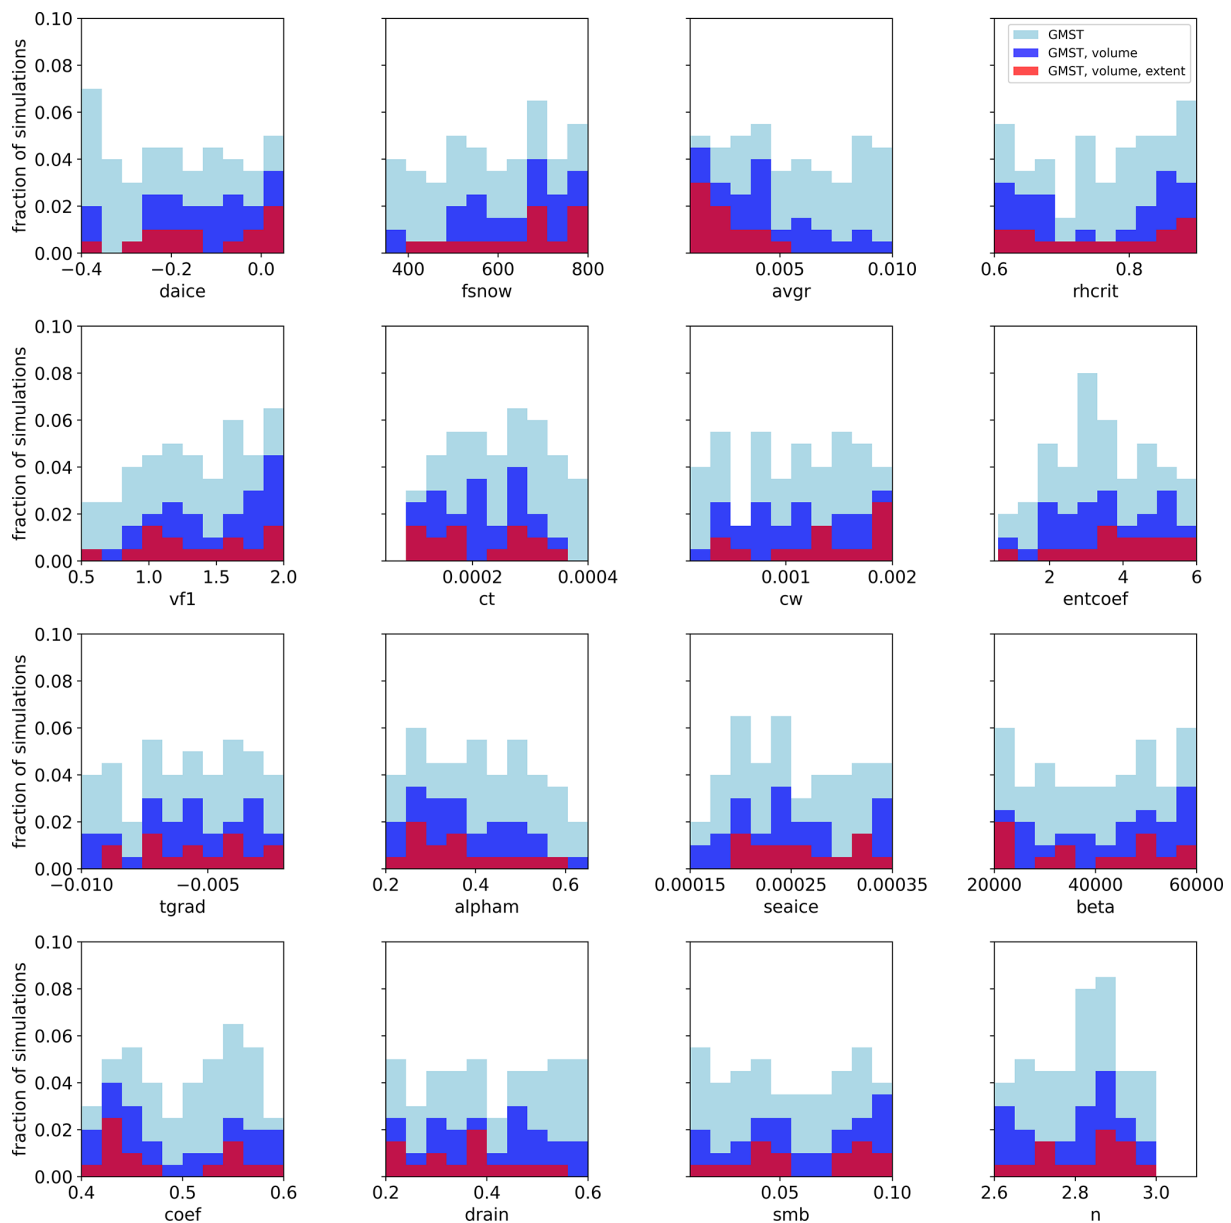 0.10
0.08
0.06
0.04
0.02
0.00
fraction of simulations
−0.4 −0.2 0.0
daice
400 600 800
fsnow
0.005 0.010
avgr
GMST
GMST, volume
GMST, volume, extent
0.6 0.8
rhcrit
0.10
0.08
0.06
0.04
0.02
0.00
fraction of simulations
0.5 1.0 1.5 2.0
vf1
0.0002 0.0004
ct
0.001 0.002
cw
2 4 6
entcoef
0.10
0.08
0.06
0.04
0.02
0.00
fraction of simulations
−0.010 −0.005
tgrad
0.2 0.4 0.6
alpham
0.00015 0.00025 0.00035
seaice
20000 40000 60000
beta
0.10
0.08
0.06
0.04
0.02
0.00
fraction of simulations
0.4 0.5 0.6
coef
0.2 0.4 0.6
drain
0.05 0.10
smb
2.6 2.8 3.0
n